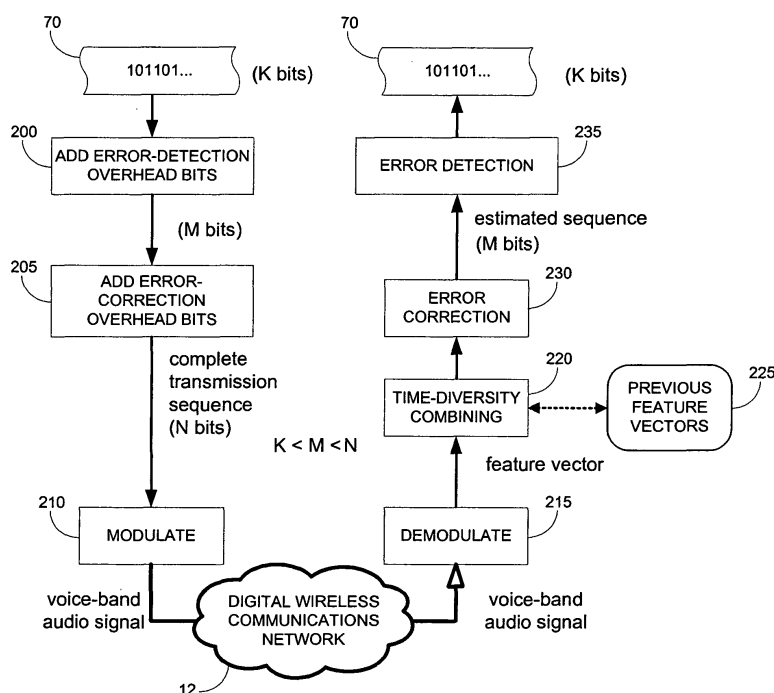 70
101101...
(K bits)
200
ADD ERROR-DETECTION
OVERHEAD BITS
(M bits)
205
ADD ERROR-
CORRECTION
OVERHEAD BITS
complete
transmission
sequence
(N bits)
K < M < N
210
MODULATE
voice-band
audio signal
DIGITAL WIRELESS
COMMUNICATIONS
NETWORK
12
70
101101...
(K bits)
235
ERROR DETECTION
estimated sequence
(M bits)
230
ERROR
CORRECTION
220
TIME-DIVERSITY
COMBINING
PREVIOUS
FEATURE
VECTORS
225
feature vector
215
DEMODULATE
voice-band
audio signal